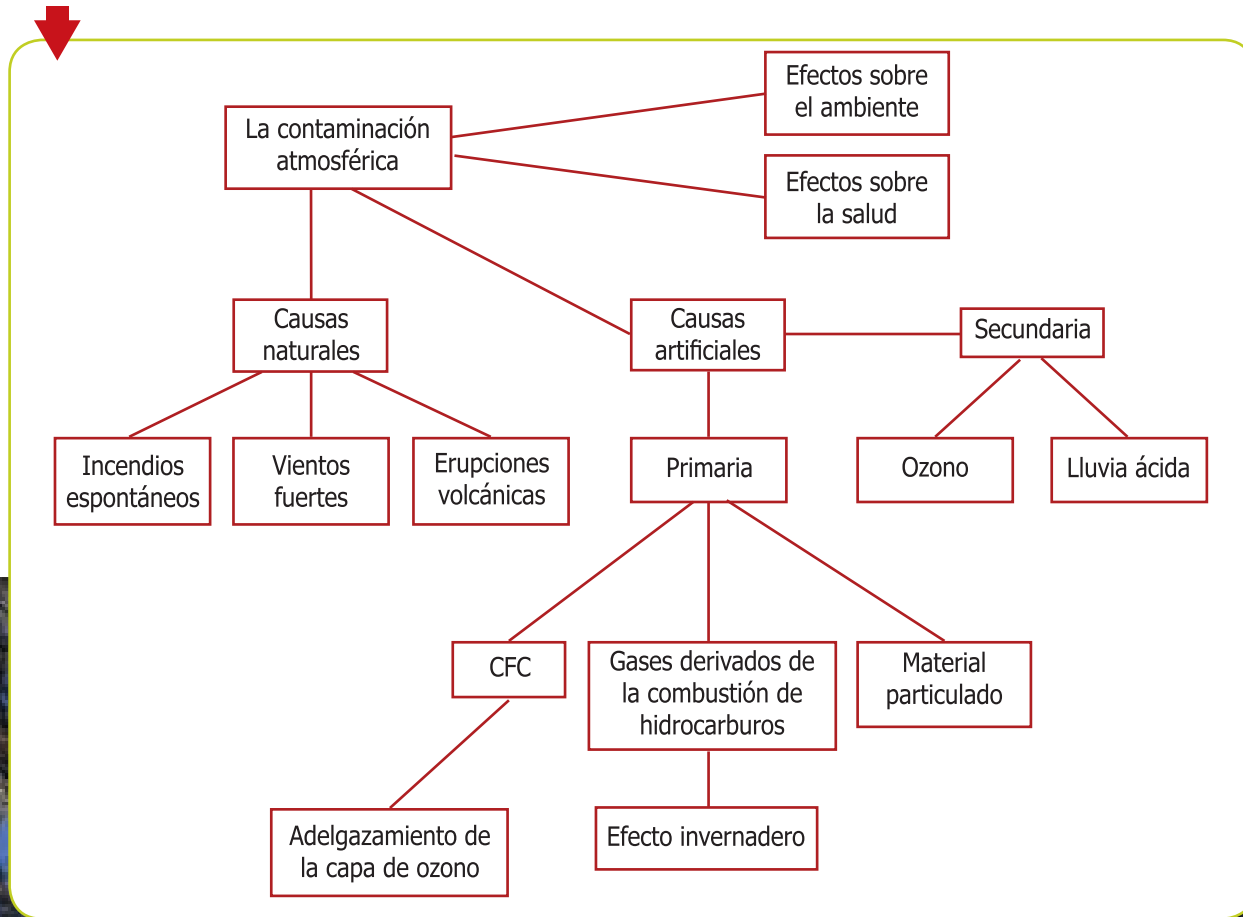 Efectos sobre
el ambiente
La contaminación
atmosférica
Efectos sobre
la salud
Causas
naturales
Causas
artificiales
Secundaria
Incendios
espontáneos
Vientos
fuertes
Erupciones
volcánicas
Primaria
Ozono
Lluvia ácida
CFC
Gases derivados de
la combustión de
hidrocarburos
Material
particulado
Adelgazamiento de
la capa de ozono
Efecto invernadero